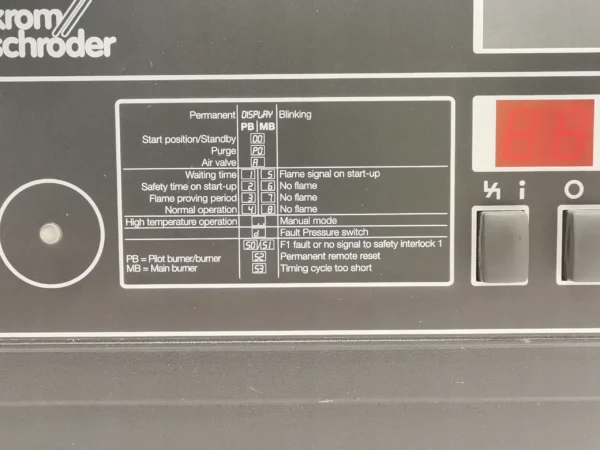 krom//
schröder
Permanent DISPLAY Blinking
PB MB
Start position/Standby 00
Purge P0
Air valve A
Waiting time 1 5 Flame signal on start-up
Safety time on start-up 2 6 No flame
Flame proving period 3 7 No flame
Normal operation 4 8 No flame
High temperature operation Manual mode
d Fault Pressure switch
50/51 F1 fault or no signal to safety interlock 1
PB = Pilot burner/burner 52 Permanent remote reset
MB = Main burner 53 Timing cycle too short